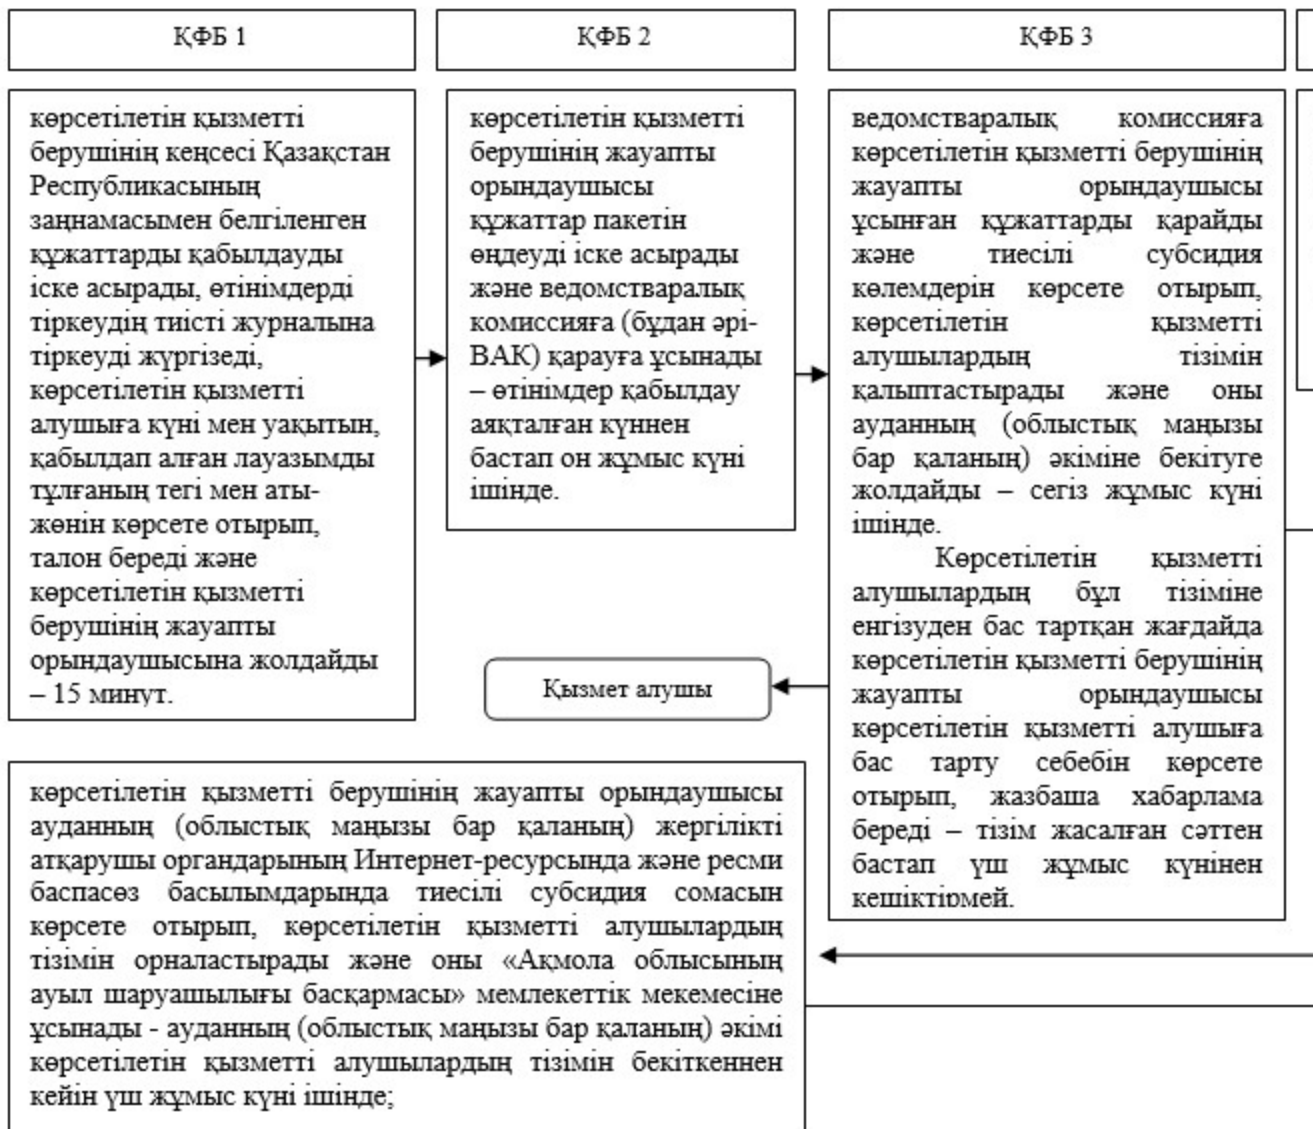 ҚФБ 1
ҚФБ 2
ҚФБ 3
көрсетілетін қызметті
берушінің кеңсесі Қазақстан
Республикасының
заңнамасымен белгіленген
құжаттарды қабылдауды
іске асырады, өтінімдерді
тіркеудің тиісті журналына
тіркеуді жүргізеді,
көрсетілетін қызметті
алушыға күні мен уақытын,
қабылдап алған лауазымды
тұлғаның тегі мен аты-
жөнін көрсете отырып,
талон береді және
көрсетілетін қызметті
берушінің жауапты
орындаушысына жолдайды
– 15 минут.
көрсетілетін қызметті
берушінің жауапты
орындаушысы
құжаттар пакетін
өңдеуді іске асырады
және ведомстваралық
комиссияға (бұдан әрі-
ВАК) қарауға ұсынады
– өтінімдер қабылдау
аяқталған күннен
бастап он жұмыс күні
ішінде.
ведомстваралық комиссияға
көрсетілетін қызметті берушінің
жауапты орындаушысы
ұсынған құжаттарды қарайды
және тиесілі субсидия
көлемдерін көрсете отырып,
көрсетілетін қызметті
алушылардың тізімін
қалыптастырады және оны
ауданның (облыстық маңызы
бар қаланың) әкіміне бекітуге
жолдайды – сегіз жұмыс күні
ішінде.
Көрсетілетін қызметті
алушылардың бұл тізіміне
енгізуден бас тартқан жағдайда
көрсетілетін қызметті берушінің
жауапты орындаушысы
көрсетілетін қызметті алушыға
бас тарту себебін көрсете
отырып, жазбаша хабарлама
береді – тізім жасалған сәттен
бастап үш жұмыс күнінен
кешіктірмей.
Қызмет алушы
көрсетілетін қызметті берушінің жауапты орындаушысы
ауданның (облыстық маңызы бар қаланың) жергілікті
атқарушы органдарының Интернет-ресурсында және ресми
баспасөз басылымдарында тиесілі субсидия сомасын
көрсете отырып, көрсетілетін қызметті алушылардың
тізімін орналастырады және оны «Ақмола облысының
ауыл шаруашылығы басқармасы» мемлекеттік мекемесіне
ұсынады - ауданның (облыстық маңызы бар қаланың) әкімі
көрсетілетін қызметті алушылардың тізімін бекіткеннен
кейін үш жұмыс күні ішінде;